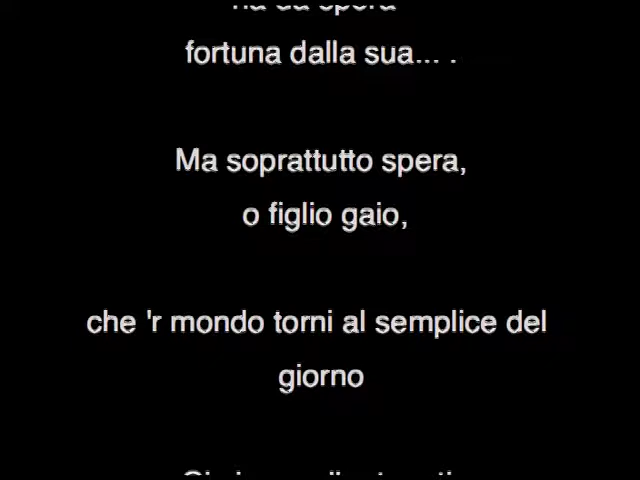 fortuna dalla sua... .
Ma soprattutto spera,
o figlio gaio,
che 'r mondo torni al semplice del
giorno